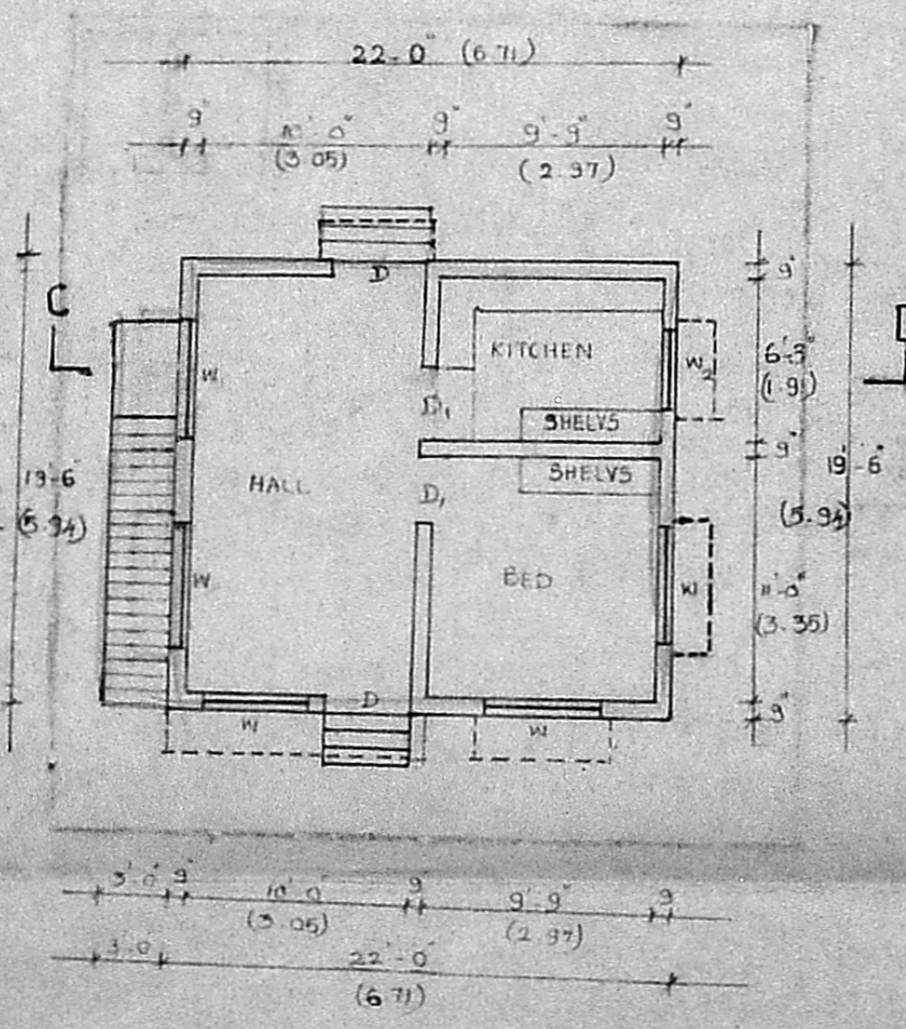 22-0" (6.71)
9" 10'-0" 9" 9'-9" 9"
(3.05) (2.97)
D
9"
C
KITCHEN
W2
6'-3"
(1.91)
W
D1
SHELVS
9"
19-6
(5.94)
HALL
D1
SHELVS
19'-6"
(5.94)
W
BED
W
11'-0"
(3.35)
D
W
W
9"
3'-0" 9" 10'-0" 9" 9'-9" 9
(3.05) (2.97)
3'-0 22'-0"
(6.71)